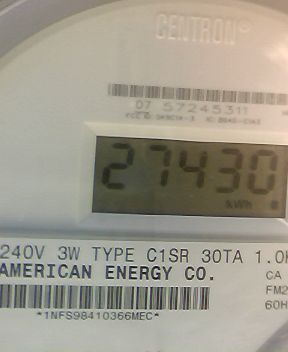 CENTRON®
07 57245311
27430
kWh
240V 3W TYPE C1SR 30TA 1.0
AMERICAN ENERGY CO.
CA
FM2
60H
*1NFS98410366MEC*